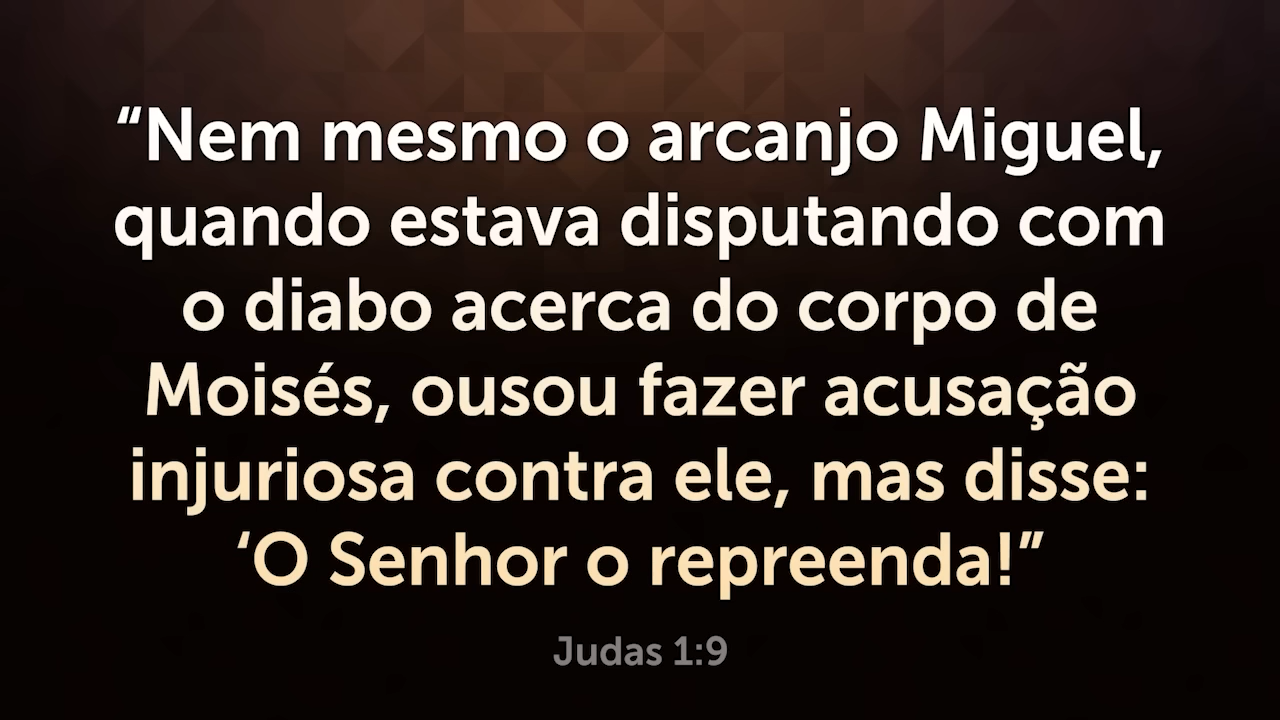 “Nem mesmo o arcanjo Miguel,
quando estava disputando com
o diabo acerca do corpo de
Moisés, ousou fazer acusação
injuriosa contra ele, mas disse:
‘O Senhor o repreenda!”
Judas 1:9